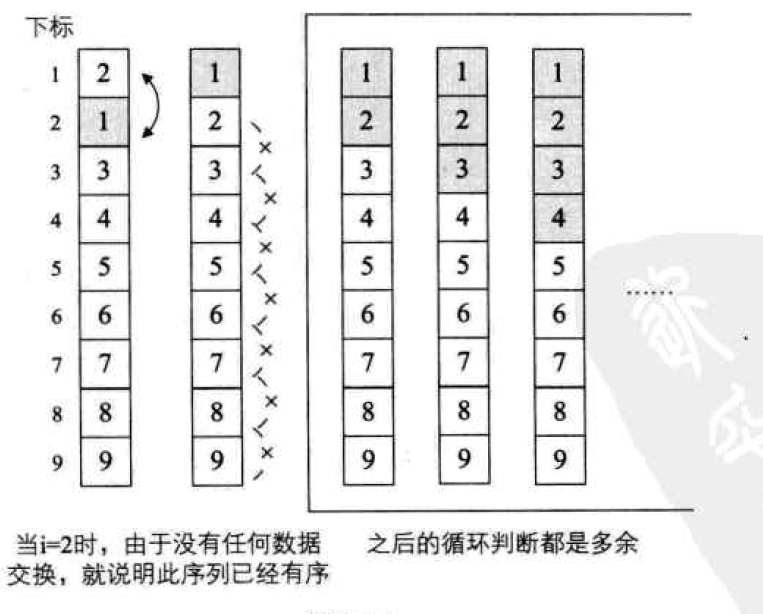 下标
1 2 1 1 1 1
2 1 2 2 2 2
3 3 3 3 3 3
4 4 4 4 4 4
5 5 5 5 5 5
6 6 6 6 6 6
7 7 7 7 7 7
8 8 8 8 8 8
9 9 9 9 9 9
......
当i=2时，由于没有任何数据
交换，就说明此序列已经有序
之后的循环判断都是多余